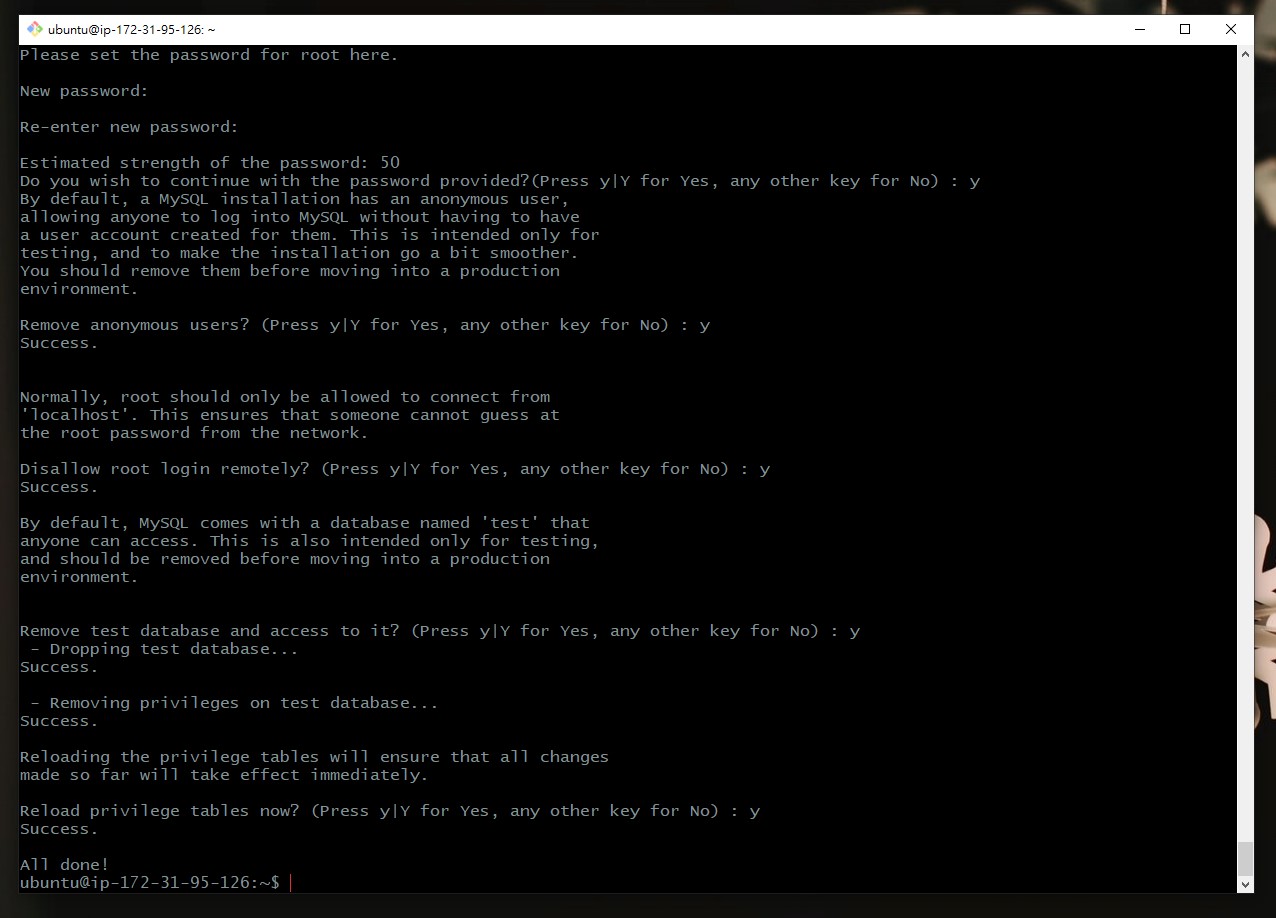 ubuntu@ip-172-31-95-126: ~
Please set the password for root here.
New password:
Re-enter new password:
Estimated strength of the password: 50
Do you wish to continue with the password provided?(Press y|Y for Yes, any other key for No) : y
By default, a MySQL installation has an anonymous user,
allowing anyone to log into MySQL without having to have
a user account created for them. This is intended only for
testing, and to make the installation go a bit smoother.
You should remove them before moving into a production
environment.
Remove anonymous users? (Press y|Y for Yes, any other key for No) : y
Success.
Normally, root should only be allowed to connect from
'localhost'. This ensures that someone cannot guess at
the root password from the network.
Disallow root login remotely? (Press y|Y for Yes, any other key for No) : y
Success.
By default, MySQL comes with a database named 'test' that
anyone can access. This is also intended only for testing,
and should be removed before moving into a production
environment.
Remove test database and access to it? (Press y|Y for Yes, any other key for No) : y
 - Dropping test database...
Success.
 - Removing privileges on test database...
Success.
Reloading the privilege tables will ensure that all changes
made so far will take effect immediately.
Reload privilege tables now? (Press y|Y for Yes, any other key for No) : y
Success.
All done!
ubuntu@ip-172-31-95-126:~$